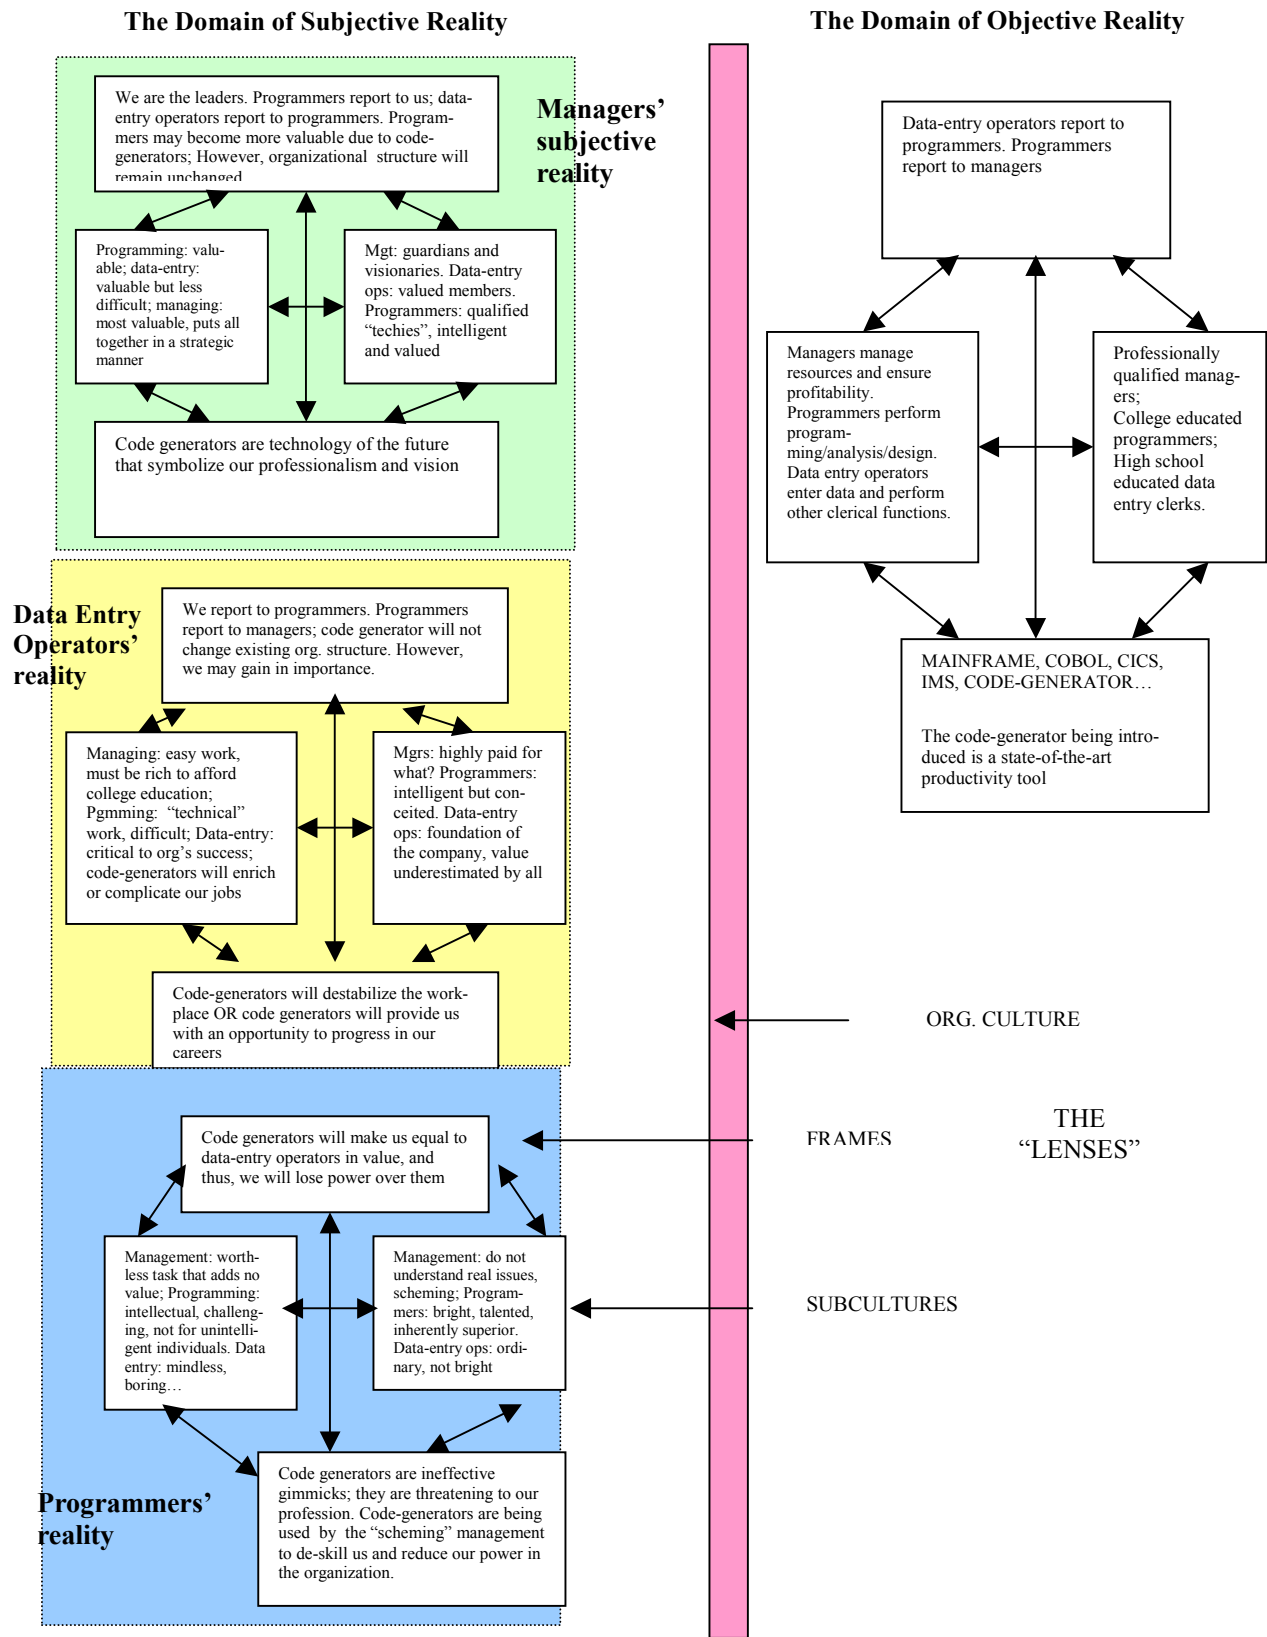 The Domain of Subjective Reality
We are the leaders. Programmers report to us; data-
entry operators report to programmers. Program-
mers may become more valuable due to code-
generators; However, organizational structure will
remain unchanged
Managers’
subjective
reality
Programming: valu-
able; data-entry:
valuable but less
difficult; managing:
most valuable, puts all
together in a strategic
manner
Mgt: guardians and
visionaries. Data-entry
ops: valued members.
Programmers: qualified
“techies”, intelligent
and valued
Code generators are technology of the future
that symbolize our professionalism and vision
Data Entry
Operators’
reality
We report to programmers. Programmers
report to managers; code generator will not
change existing org. structure. However,
we may gain in importance.
Managing: easy work,
must be rich to afford
college education;
Pgmming: “technical”
work, difficult; Data-entry:
critical to org’s success;
code-generators will enrich
or complicate our jobs
Mgrs: highly paid for
what? Programmers:
intelligent but con-
ceited. Data-entry
ops: foundation of
the company, value
underestimated by all
Code-generators will destabilize the work-
place OR code generators will provide us
with an opportunity to progress in our
careers
Code generators will make us equal to
data-entry operators in value, and
thus, we will lose power over them
Management: worth-
less task that adds no
value; Programming:
intellectual, challeng-
ing, not for unintelli-
gent individuals. Data
entry: mindless,
boring…
Management: do not
understand real issues,
scheming; Program-
mers: bright, talented,
inherently superior.
Data-entry ops: ordi-
nary, not bright
Programmers’
reality
Code generators are ineffective
gimmicks; they are threatening to our
profession. Code-generators are being
used by the “scheming” management
to de-skill us and reduce our power in
the organization.
The Domain of Objective Reality
Data-entry operators report to
programmers. Programmers
report to managers
Managers manage
resources and ensure
profitability.
Programmers perform
program-
ming/analysis/design.
Data entry operators
enter data and perform
other clerical functions.
Professionally
qualified manag-
ers;
College educated
programmers;
High school
educated data
entry clerks.
MAINFRAME, COBOL, CICS,
IMS, CODE-GENERATOR…
The code-generator being intro-
duced is a state-of-the-art
productivity tool
ORG. CULTURE
FRAMES
THE
“LENSES”
SUBCULTURES